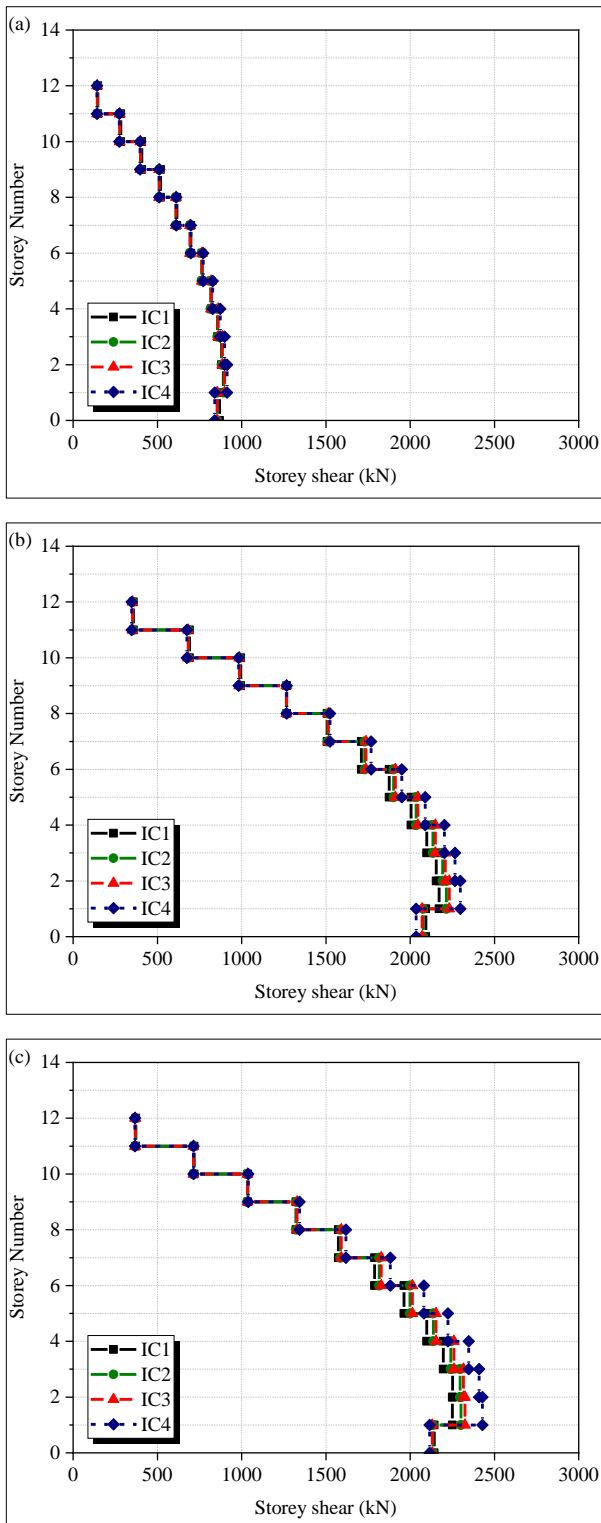 (a)
14
12
10
8
6
4
2
0
Storey Number
IC1
IC2
IC3
IC4
0 500 1000 1500 2000 2500 3000
Storey shear (kN)
(b)
14
12
10
8
6
4
2
0
Storey Number
IC1
IC2
IC3
IC4
0 500 1000 1500 2000 2500 3000
Storey shear (kN)
(c)
14
12
10
8
6
4
2
0
Storey Number
IC1
IC2
IC3
IC4
0 500 1000 1500 2000 2500 3000
Storey shear (kN)